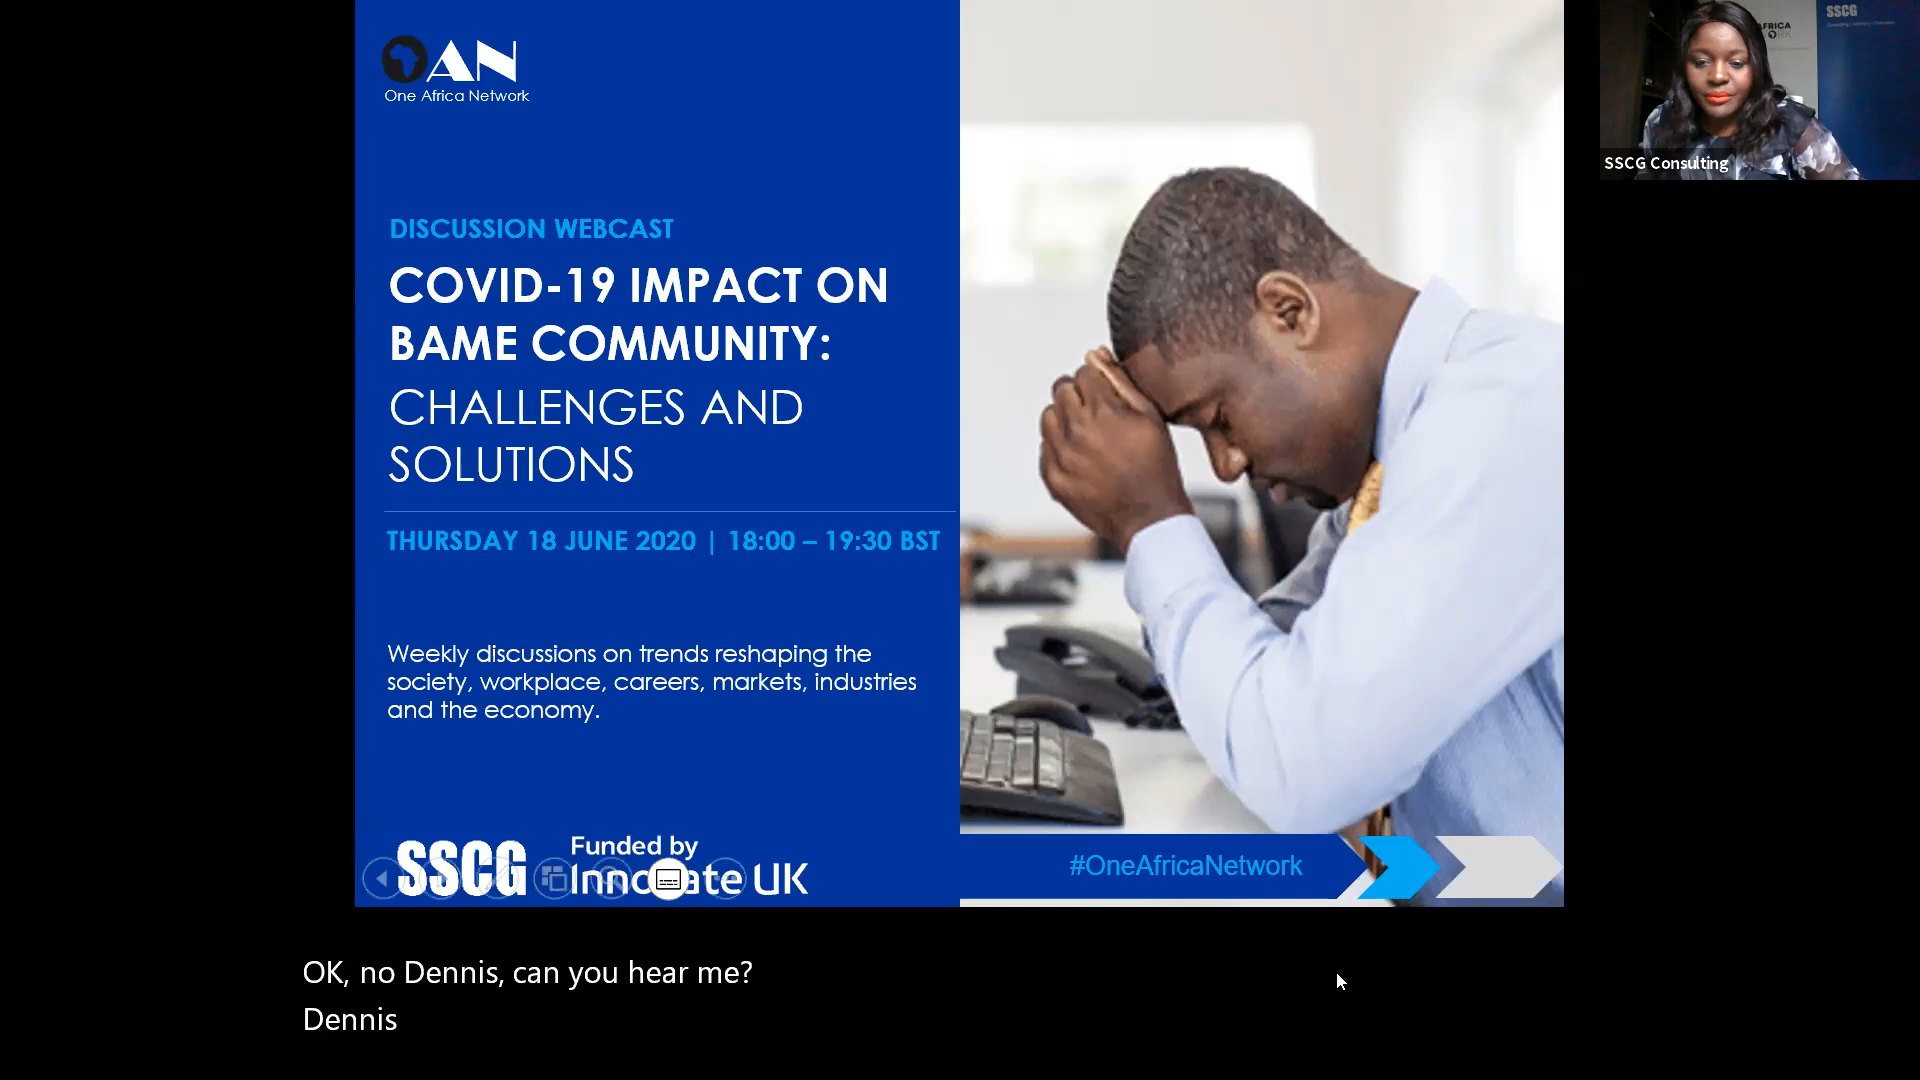 OAN
One Africa Network
DISCUSSION WEBCAST
COVID-19 IMPACT ON
BAME COMMUNITY:
CHALLENGES AND
SOLUTIONS
THURSDAY 18 JUNE 2020 | 18:00 – 19:30 BST
Weekly discussions on trends reshaping the
society, workplace, careers, markets, industries
and the economy.
SSCG
Funded by
Innovate UK
#OneAfricaNetwork
AFRICA
SSCG
SSCG Consulting
OK, no Dennis, can you hear me?
Dennis